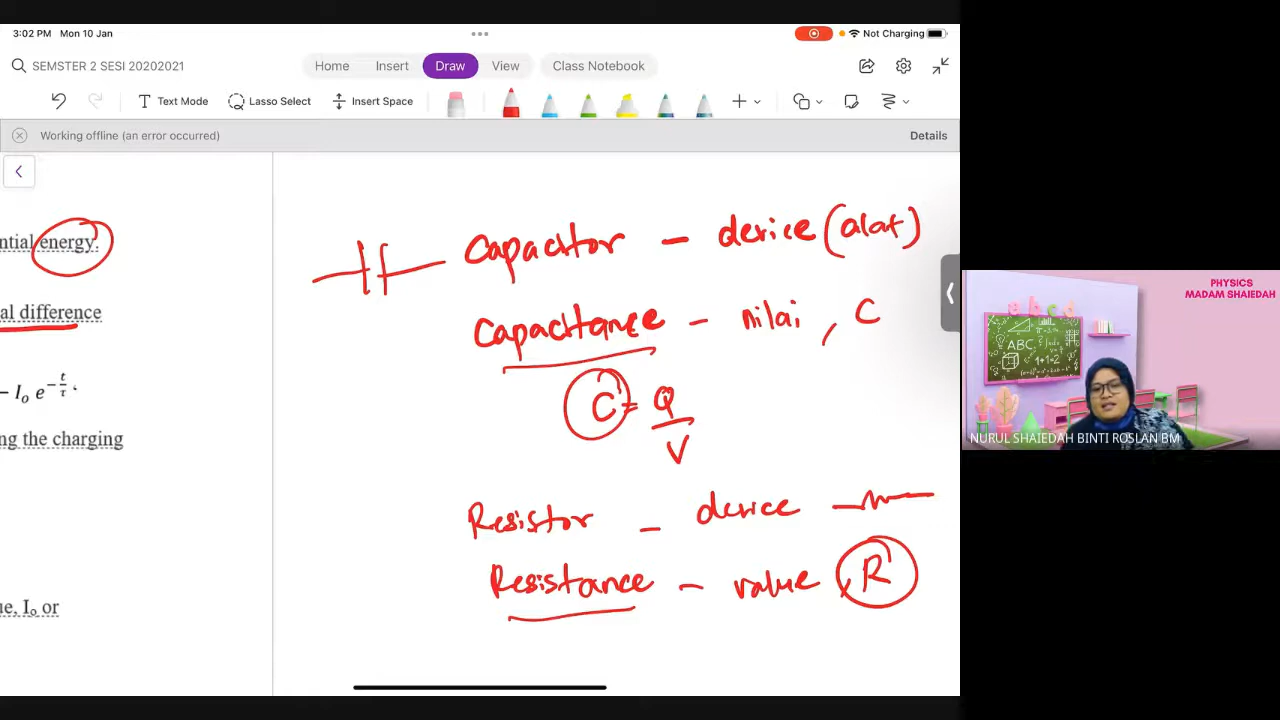 3:02 PM Mon 10 Jan
Not Charging
SEMSTER 2 SESI 20202021
Home Insert Draw View Class Notebook
Text Mode Lasso Select Insert Space
Working offline (an error occurred)
Details
ntial energy.
al difference
– I₀ e^{-t/τ}.
ng the charging
ue, I₀ or
Capacitor – device (alat)
Capacitance – nilai , C
C = Q/V
Resistor – device
Resistance – value , R
PHYSICS
MADAM SHAIEDAH
a b c d
ABC
1+1=2
NURUL SHAIEDAH BINTI ROSLAN BM